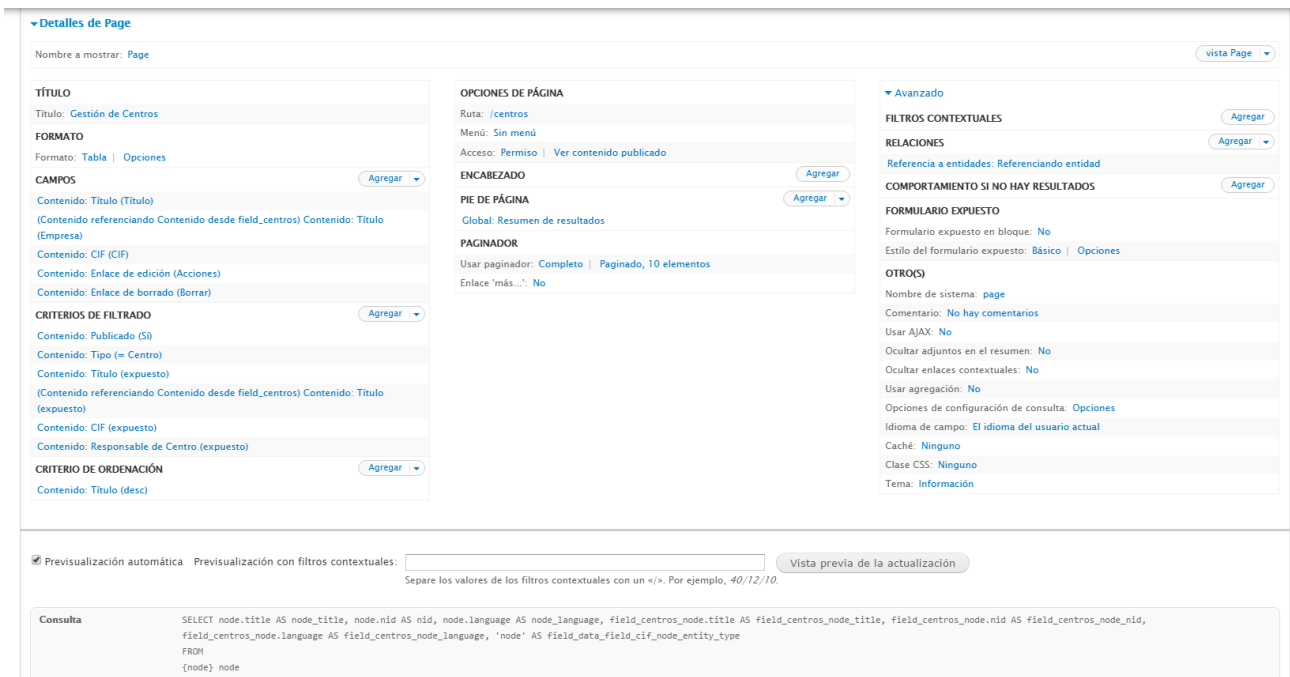 Detalles de Page
Nombre a mostrar: Page
vista Page
TÍTULO
Título: Gestión de Centros
FORMATO
Formato: Tabla | Opciones
CAMPOS
Agregar
Contenido: Título (Título)
(Contenido referenciando Contenido desde field_centros) Contenido: Título
(Empresa)
Contenido: CIF (CIF)
Contenido: Enlace de edición (Acciones)
Contenido: Enlace de borrado (Borrar)
CRITERIOS DE FILTRADO
Agregar
Contenido: Publicado (Sí)
Contenido: Tipo (= Centro)
Contenido: Título (expuesto)
(Contenido referenciando Contenido desde field_centros) Contenido: Título
(expuesto)
Contenido: CIF (expuesto)
Contenido: Responsable de Centro (expuesto)
CRITERIO DE ORDENACIÓN
Agregar
Contenido: Título (desc)
OPCIONES DE PÁGINA
Ruta: /centros
Menú: Sin menú
Acceso: Permiso | Ver contenido publicado
ENCABEZADO
Agregar
PIE DE PÁGINA
Agregar
Global: Resumen de resultados
PAGINADOR
Usar paginador: Completo | Paginado, 10 elementos
Enlace 'más...': No
Avanzado
FILTROS CONTEXTUALES
Agregar
RELACIONES
Agregar
Referencia a entidades: Referenciando entidad
COMPORTAMIENTO SI NO HAY RESULTADOS
Agregar
FORMULARIO EXPUESTO
Formulario expuesto en bloque: No
Estilo del formulario expuesto: Básico | Opciones
OTRO(S)
Nombre de sistema: page
Comentario: No hay comentarios
Usar AJAX: No
Ocultar adjuntos en el resumen: No
Ocultar enlaces contextuales: No
Usar agregación: No
Opciones de configuración de consulta: Opciones
Idioma de campo: El idioma del usuario actual
Caché: Ninguno
Clase CSS: Ninguno
Tema: Información
Previsualización automática Previsualización con filtros contextuales:
Vista previa de la actualización
Separe los valores de los filtros contextuales con un «/». Por ejemplo, 40/12/10.
Consulta
SELECT node.title AS node_title, node.nid AS nid, node.language AS node_language, field_centros_node.title AS field_centros_node_title, field_centros_node.nid AS field_centros_node_nid,
field_centros_node.language AS field_centros_node_language, 'node' AS field_data_field_cif_node_entity_type
FROM
{node} node